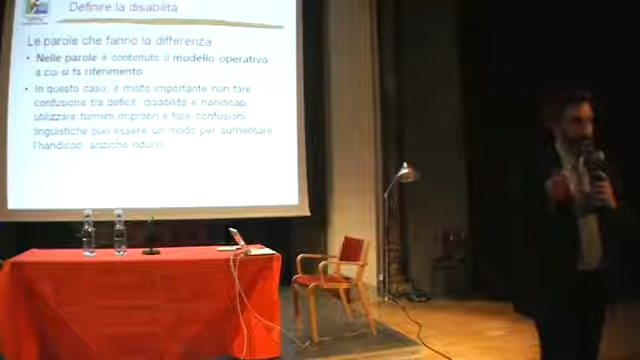 Definire la disabilità
Le parole che fanno la differenza
• Nelle parole è contenuto il modello operativo
a cui si fa riferimento
• In questo caso, è molto importante non fare
confusione tra deficit, disabilità e handicap,
utilizzare termini impropri e fare confusioni
linguistiche può essere un modo per aumentare
l'handicap, anziché ridurlo.